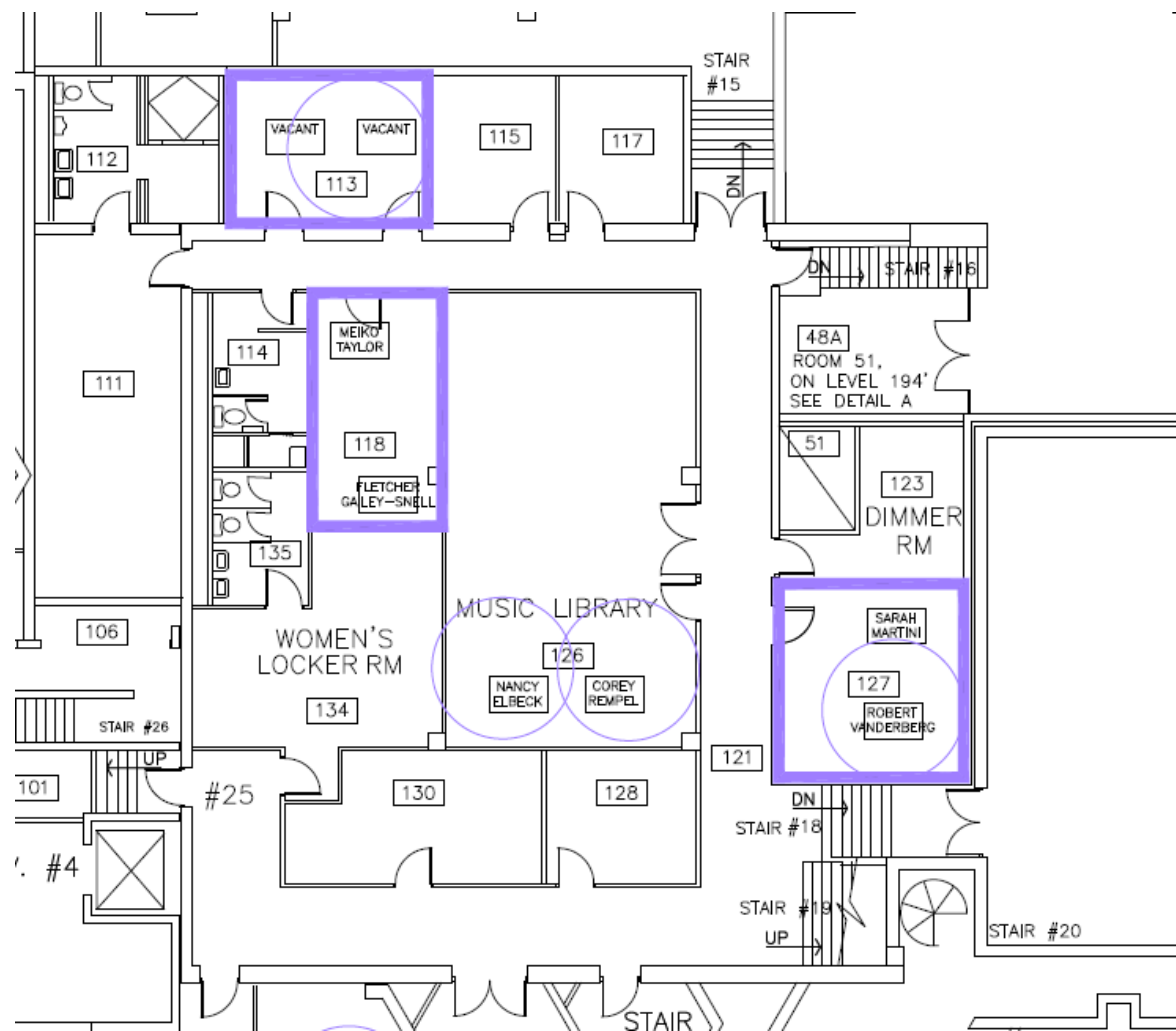 STAIR
#15
VACANT
VACANT
115
117
112
113
DN
DN
STAIR #16
MEIKO
TAYLOR
48A
ROOM 51,
ON LEVEL 194'
SEE DETAIL A
114
111
118
51
FLETCHER
GALEY-SNELL
123
DIMMER
RM
135
MUSIC LIBRARY
106
WOMEN'S
LOCKER RM
126
SARAH
MARTINI
NANCY
ELBECK
COREY
REMPEL
127
ROBERT
VANDERBERG
134
STAIR #26
UP
121
101
#25
130
128
DN
STAIR #18
#4
STAIR #19
UP
STAIR #20
STAIR